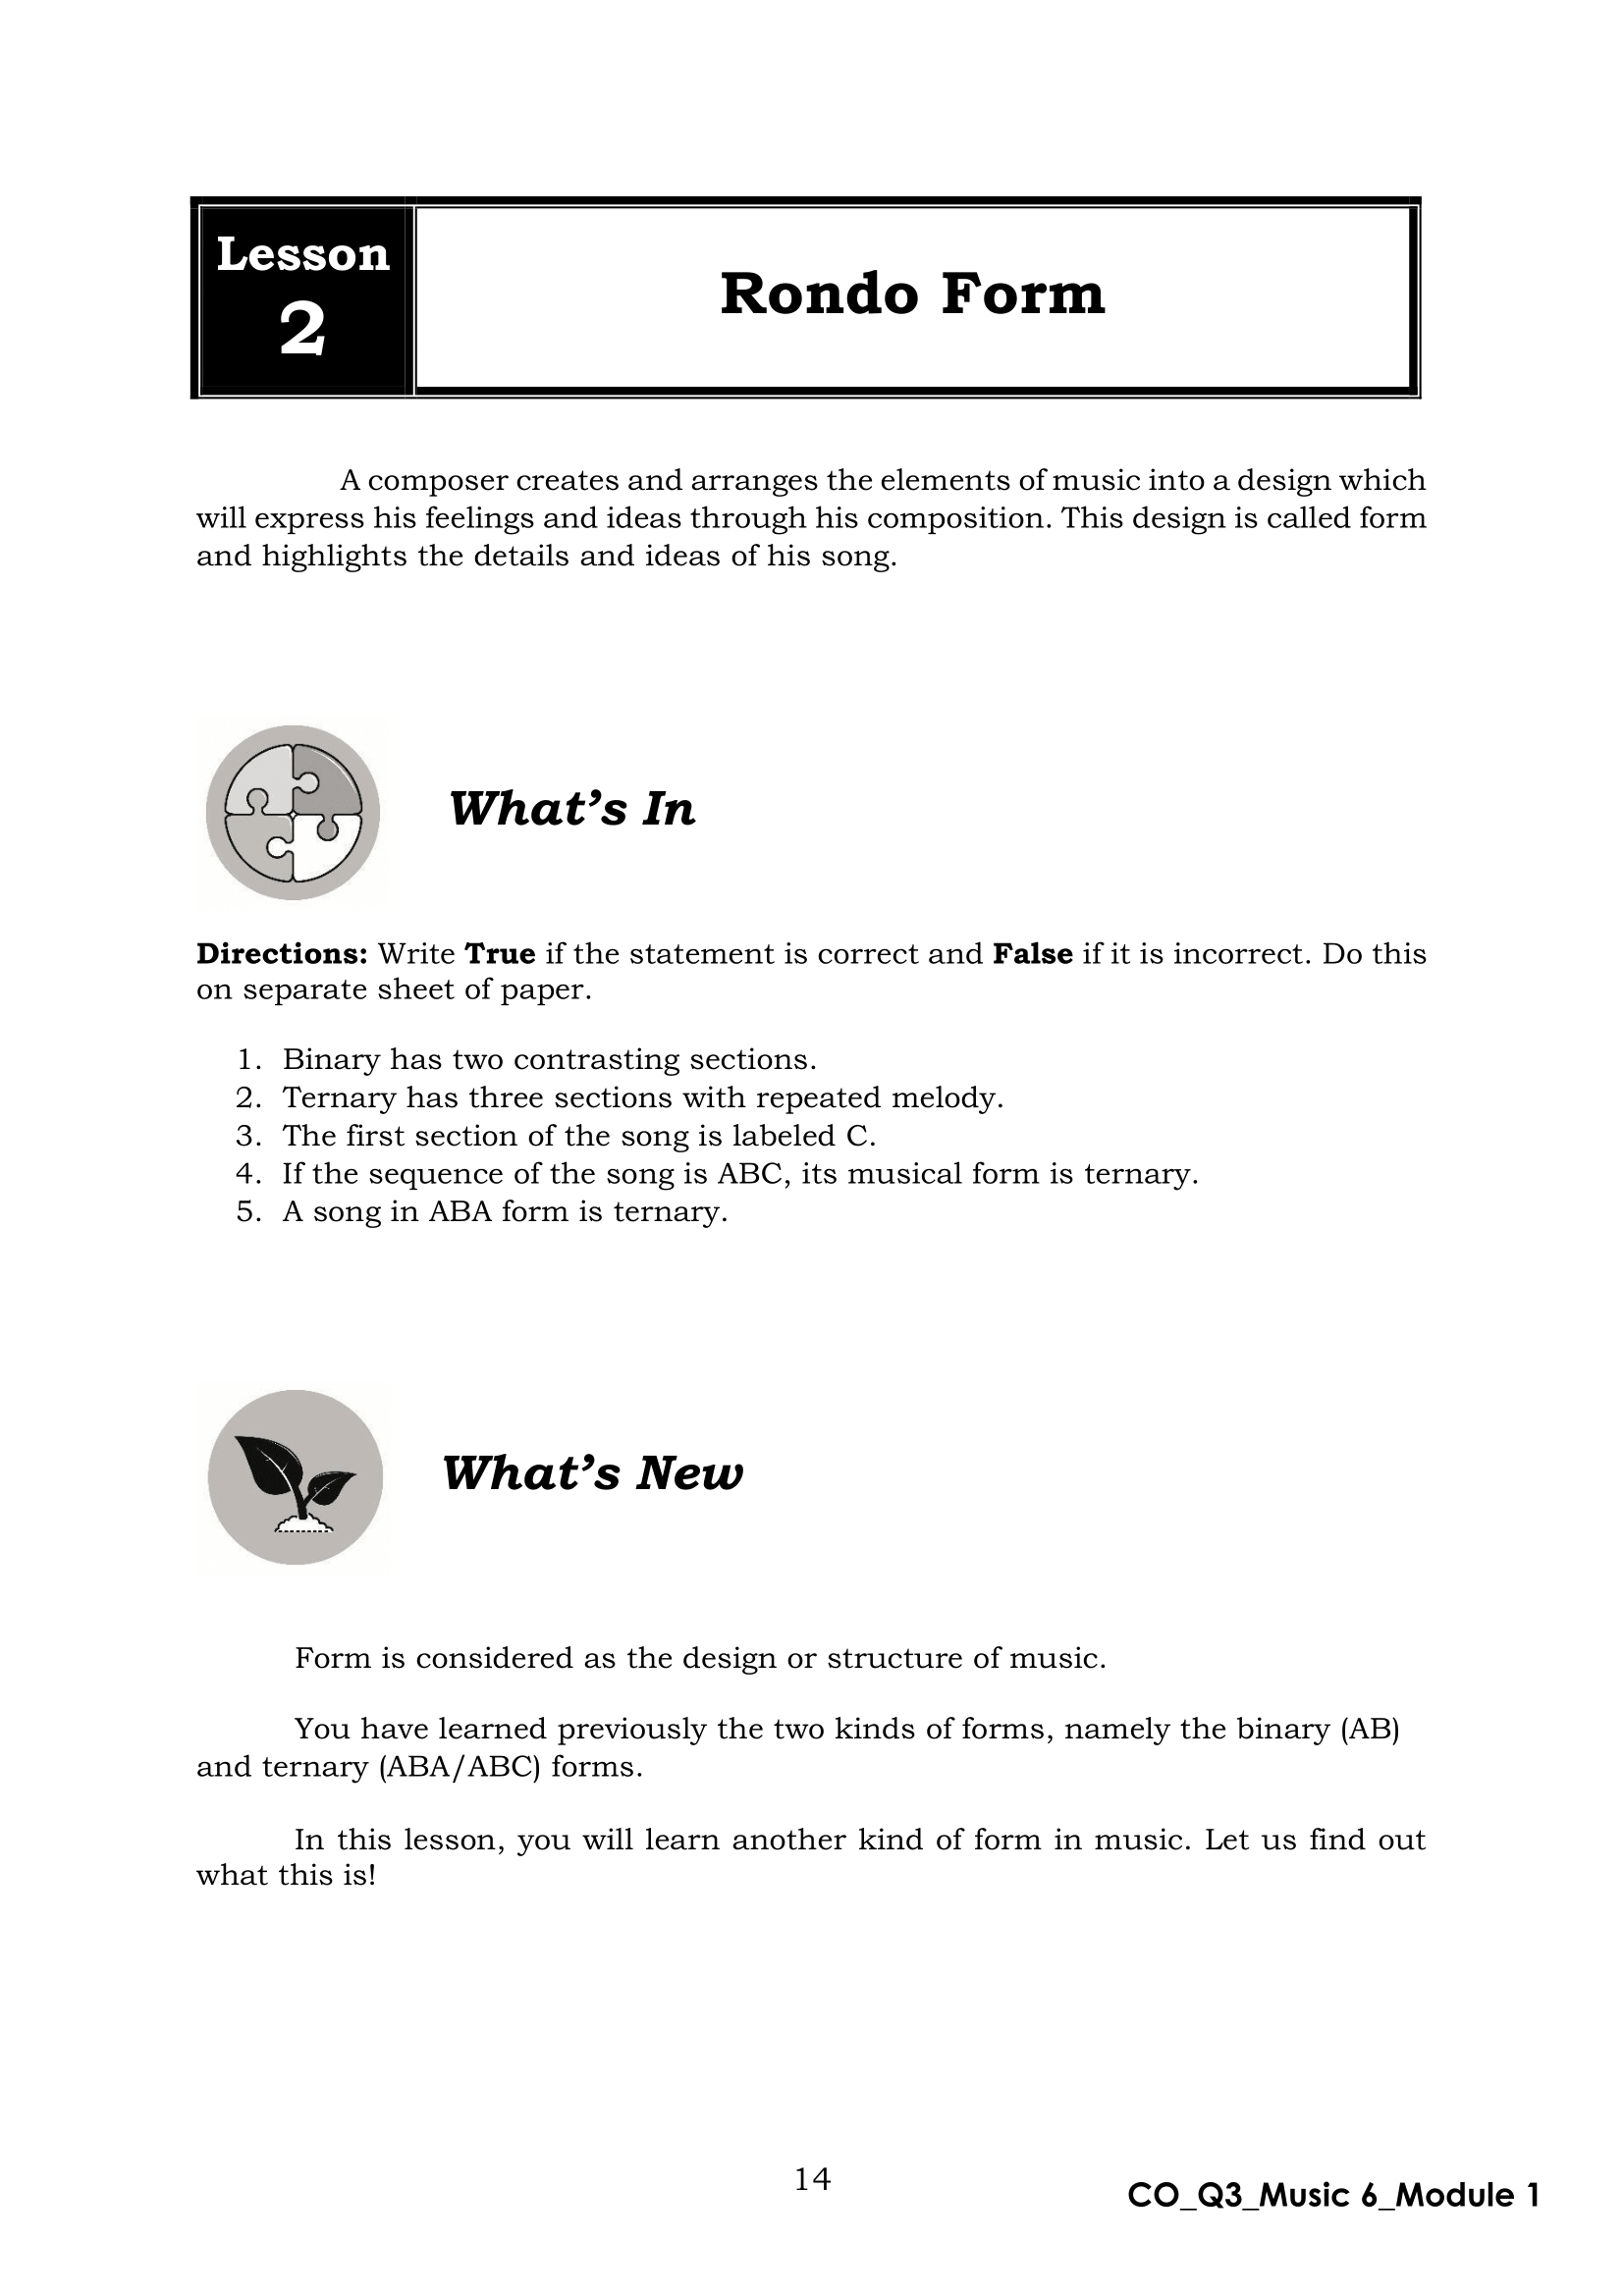 Lesson
2
Rondo Form
A composer creates and arranges the elements of music into a design which
will express his feelings and ideas through his composition. This design is called form
and highlights the details and ideas of his song.
What’s In
Directions: Write True if the statement is correct and False if it is incorrect. Do this
on separate sheet of paper.
1. Binary has two contrasting sections.
2. Ternary has three sections with repeated melody.
3. The first section of the song is labeled C.
4. If the sequence of the song is ABC, its musical form is ternary.
5. A song in ABA form is ternary.
What’s New
Form is considered as the design or structure of music.
You have learned previously the two kinds of forms, namely the binary (AB)
and ternary (ABA/ABC) forms.
In this lesson, you will learn another kind of form in music. Let us find out
what this is!
14
CO_Q3_Music 6_Module 1